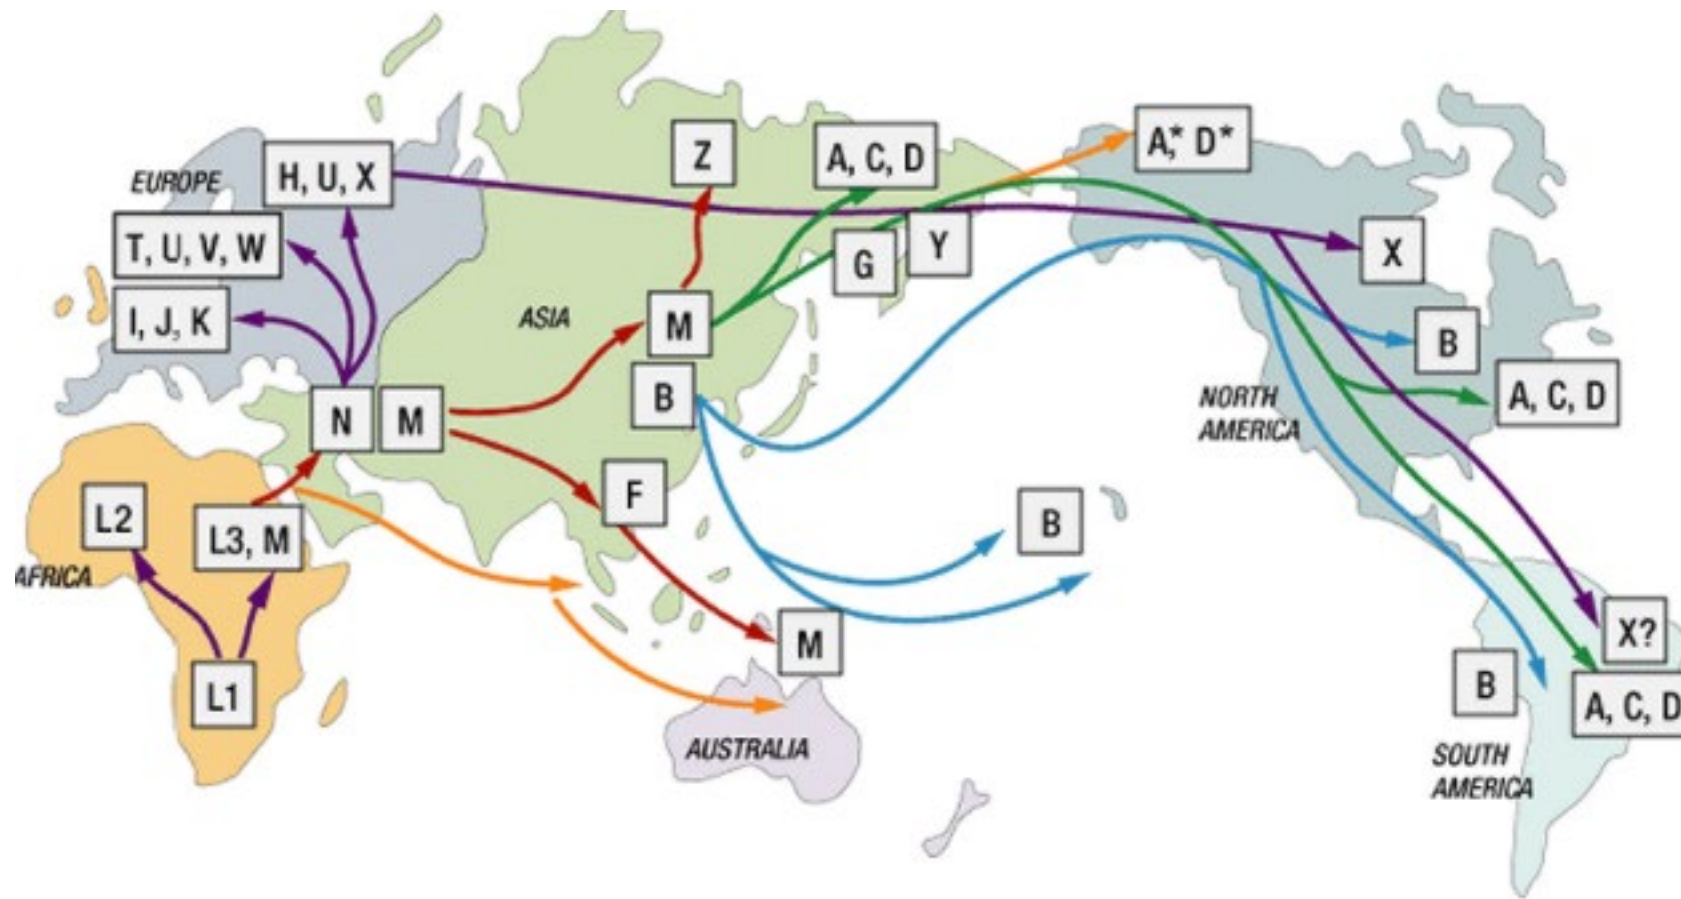 Z
A, C, D
A,* D*
EUROPE
H, U, X
T, U, V, W
Y
X
G
I, J, K
ASIA
M
B
B
A, C, D
NORTH
AMERICA
N
M
F
L2
L3, M
B
AFRICA
M
X?
L1
B
A, C, D
AUSTRALIA
SOUTH
AMERICA